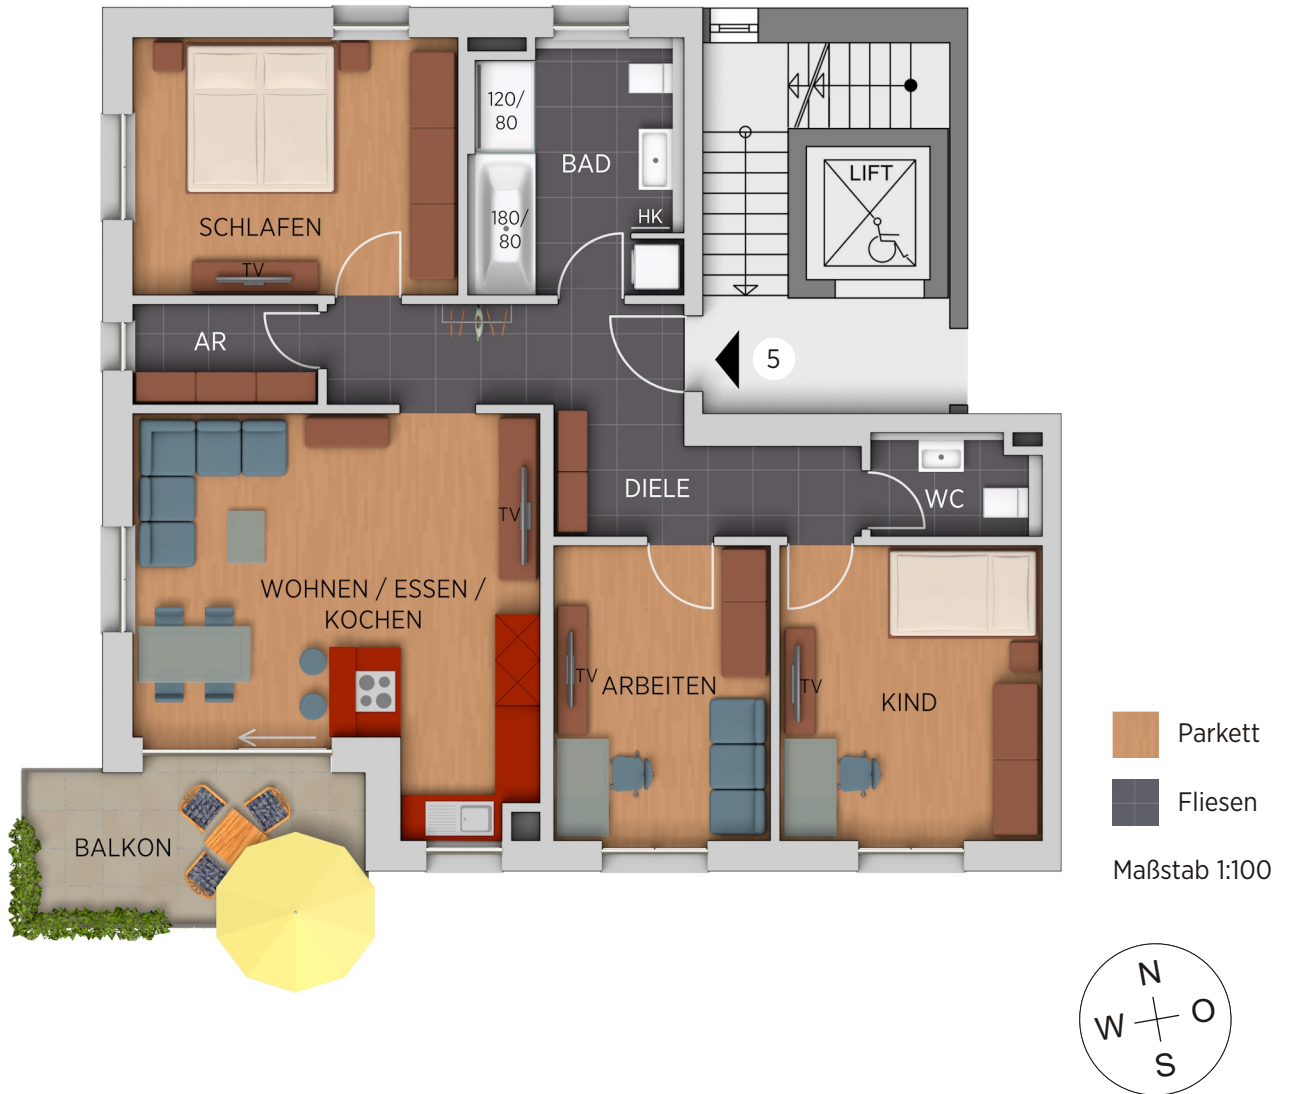 120/
80
BAD
LIFT
SCHLAFEN
180/
80
HK
TV
AR
5
DIELE
WC
TV
WOHNEN / ESSEN /
KOCHEN
TV
ARBEITEN
TV
KIND
Parkett
Fliesen
BALKON
Maßstab 1:100
N
W
O
S